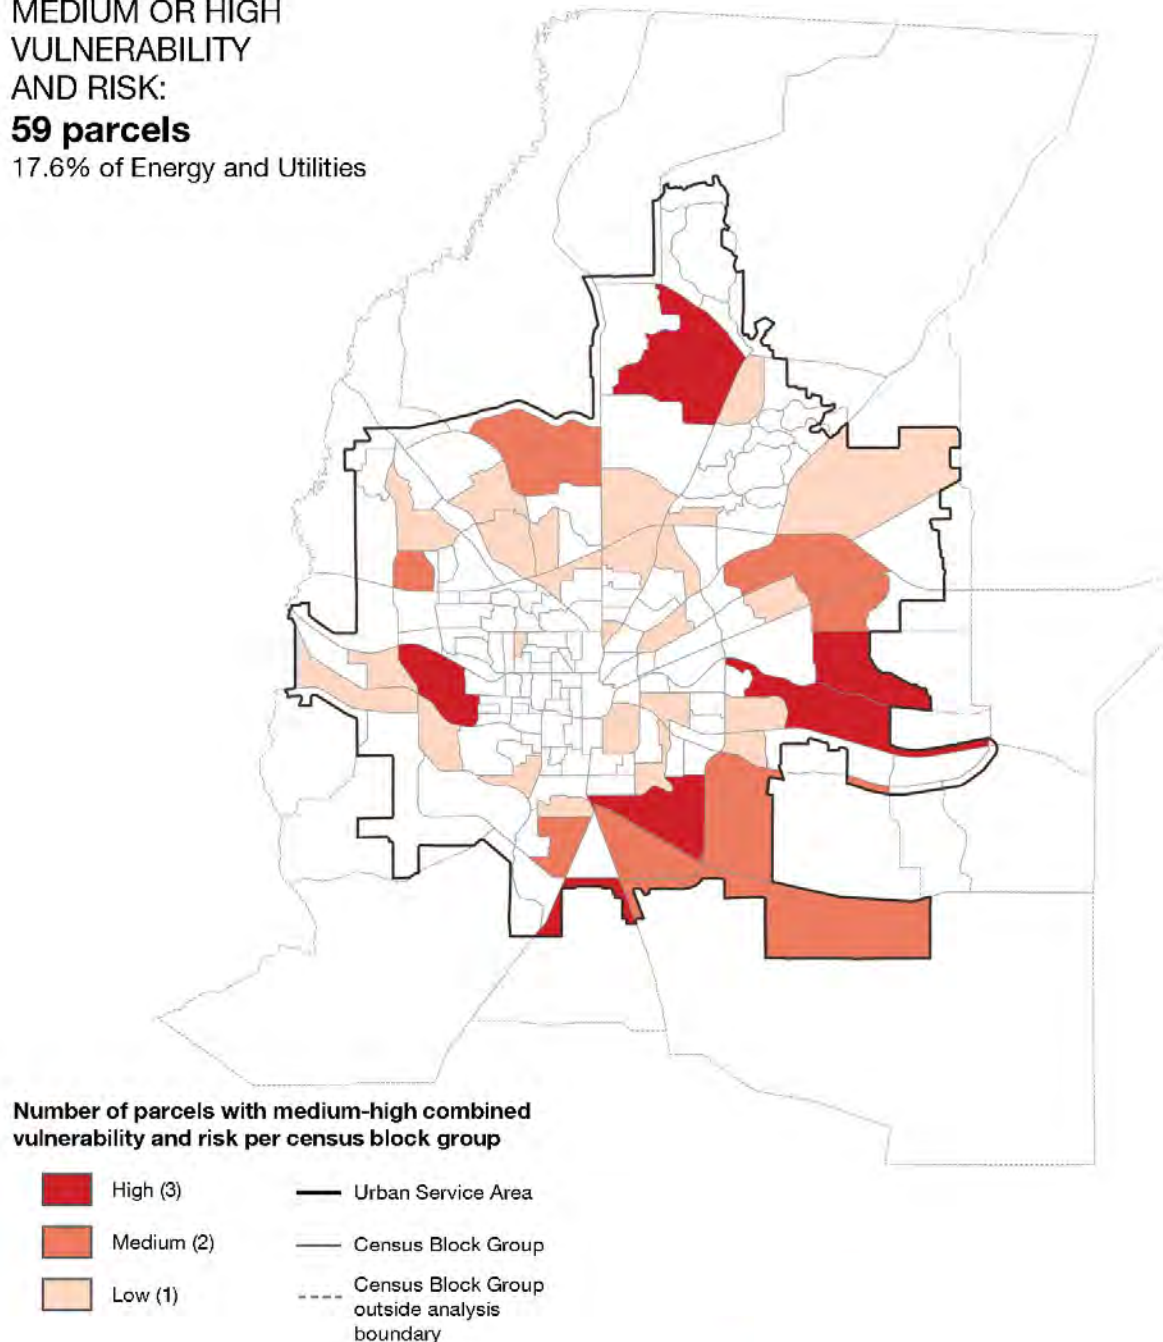 MEDIUM OR HIGH
VULNERABILITY
AND RISK:
59 parcels
17.6% of Energy and Utilities
Number of parcels with medium-high combined
vulnerability and risk per census block group
High (3)
Medium (2)
Low (1)
Urban Service Area
Census Block Group
Census Block Group
outside analysis
boundary